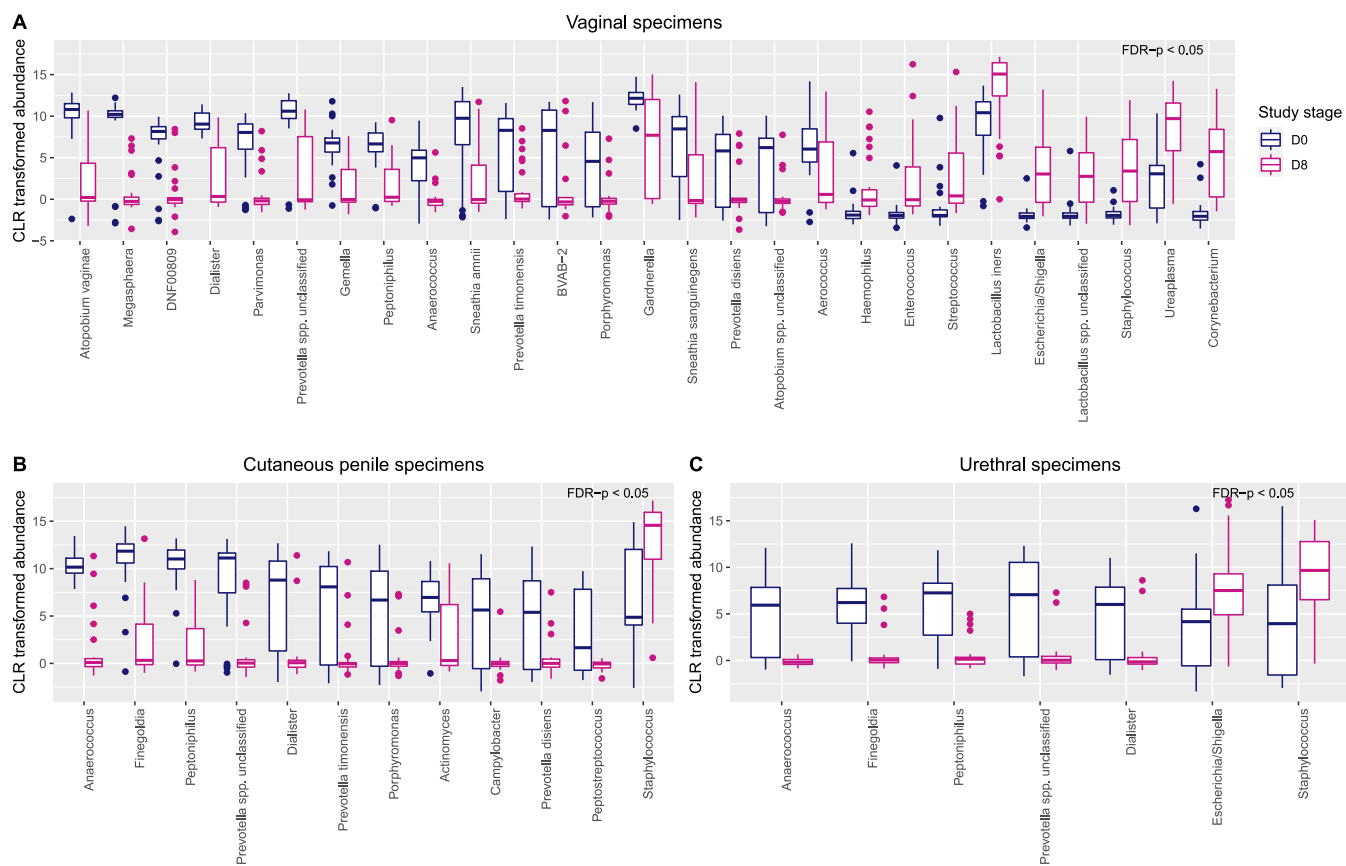 A
Vaginal specimens
CLR transformed abundance
15
10
5
0
−5
FDR−p < 0.05
Atopobium vaginae
Megasphaera
DNF00809
Dialister
Parvimonas
Prevotella spp. unclassified
Gemella
Peptoniphilus
Anaerococcus
Sneathia amnii
Prevotella timonensis
BVAB−2
Porphyromonas
Gardnerella
Sneathia sanguinegens
Prevotella disiens
Atopobium spp. unclassified
Aerococcus
Haemophilus
Enterococcus
Streptococcus
Lactobacillus iners
Escherichia/Shigella
Lactobacillus spp. unclassified
Staphylococcus
Ureaplasma
Corynebacterium
Study stage
D0
D8
B
Cutaneous penile specimens
CLR transformed abundance
15
10
5
0
FDR−p < 0.05
Anaerococcus
Finegoldia
Peptoniphilus
Prevotella spp. unclassified
Dialister
Prevotella timonensis
Porphyromonas
Actinomyces
Campylobacter
Prevotella disiens
Peptostreptococcus
Staphylococcus
C
Urethral specimens
CLR transformed abundance
15
10
5
0
FDR−p < 0.05
Anaerococcus
Finegoldia
Peptoniphilus
Prevotella spp. unclassified
Dialister
Escherichia/Shigella
Staphylococcus